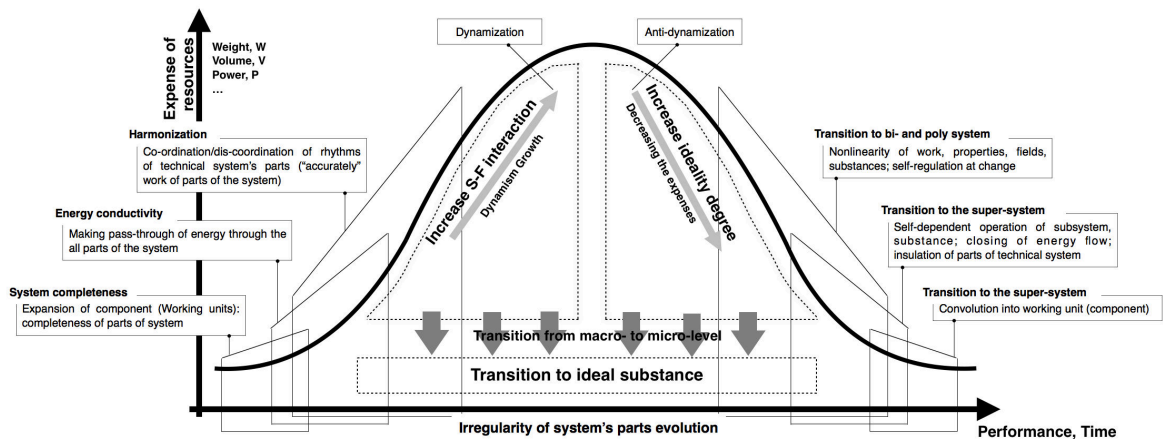 Expense of
resources
Weight, W
Volume, V
Power, P
...
Dynamization
Anti-dynamization
Harmonization
Co-ordination/dis-coordination of rhythms
of technical system's parts ("accurately"
work of parts of the system)
Energy conductivity
Making pass-through of energy through the
all parts of the system
System completeness
Expansion of component (Working units):
completeness of parts of system
Increase S-F interaction
Dynamism Growth
Increase ideality degree
Decreasing the expenses
Transition to bi- and poly system
Nonlinearity of work, properties, fields,
substances; self-regulation at change
Transition to the super-system
Self-dependent operation of subsystem,
substance; closing of energy flow;
insulation of parts of technical system
Transition to the super-system
Convolution into working unit (component)
Transition from macro- to micro-level
Transition to ideal substance
Irregularity of system's parts evolution
Performance, Time